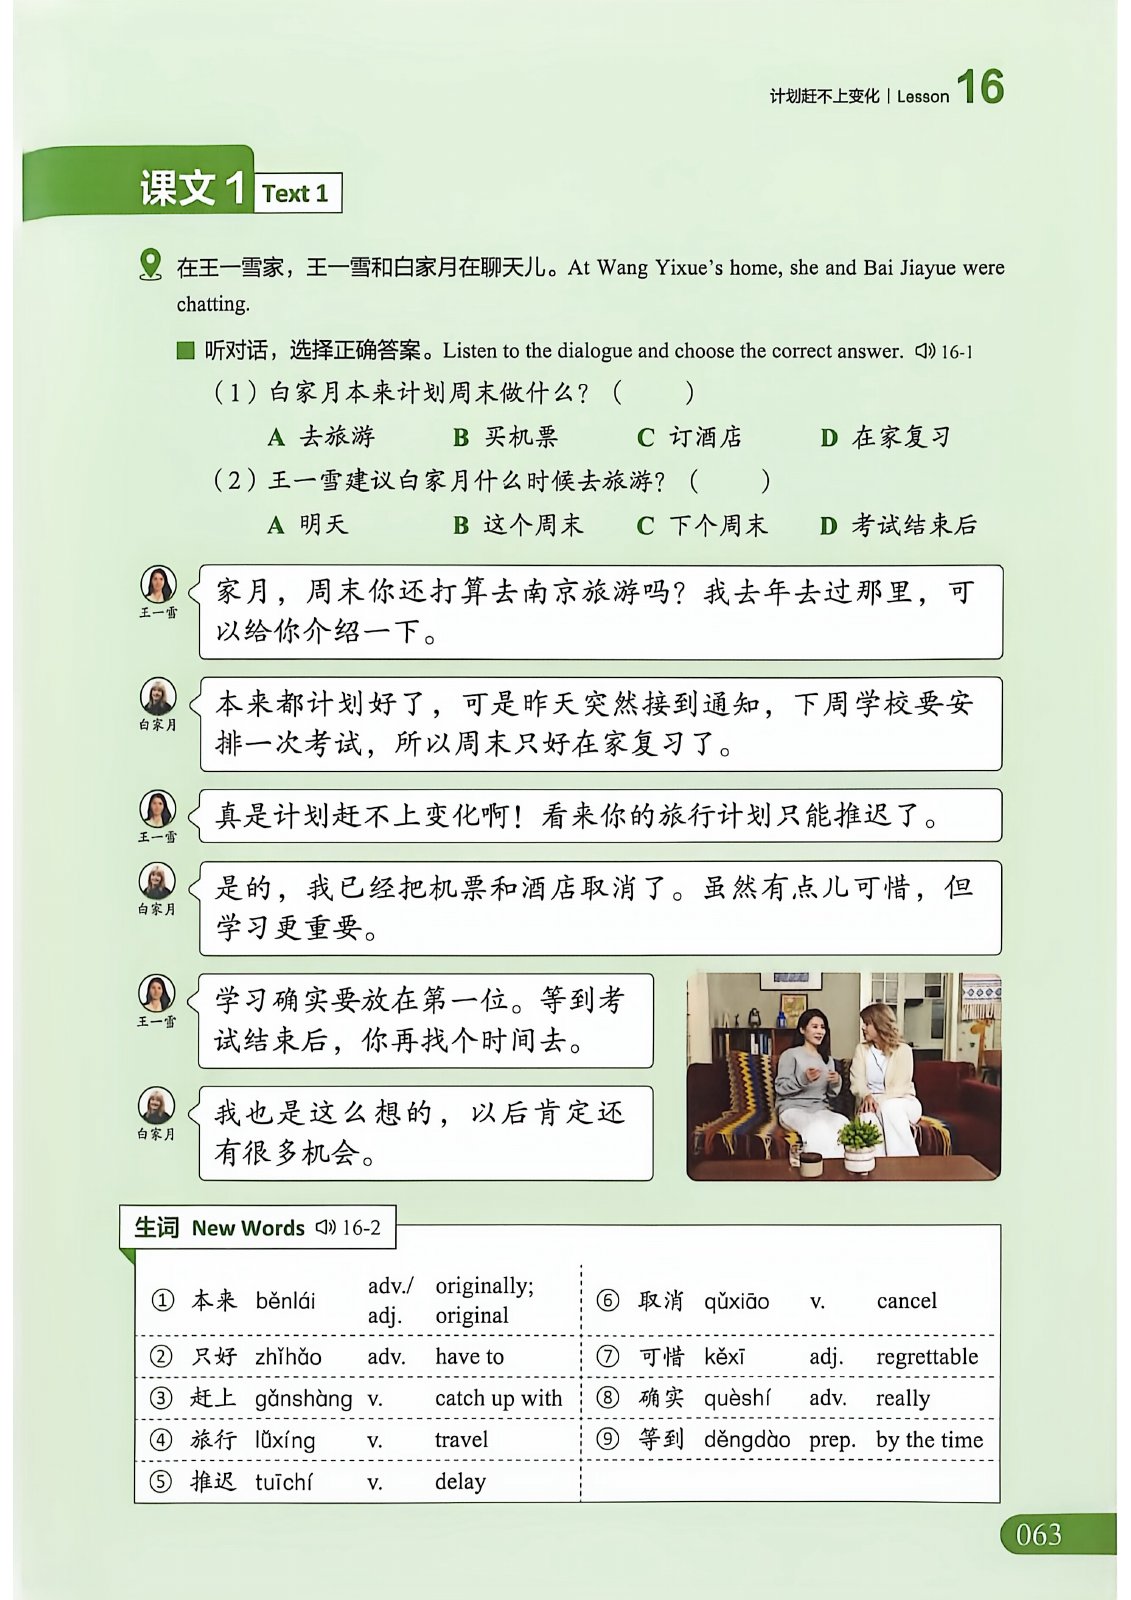 计划赶不上变化 | Lesson 16
课文 1 Text 1
在王一雪家，王一雪和白家月在聊天儿。At Wang Yixue's home, she and Bai Jiayue were
chatting.
听对话，选择正确答案。Listen to the dialogue and choose the correct answer. 16-1
（1）白家月本来计划周末做什么？（　　）
A 去旅游 B 买机票 C 订酒店 D 在家复习
（2）王一雪建议白家月什么时候去旅游？（　　）
A 明天 B 这个周末 C 下个周末 D 考试结束后
王一雪
家月，周末你还打算去南京旅游吗？我去年去过那里，可
以给你介绍一下。
白家月
本来都计划好了，可是昨天突然接到通知，下周学校要安
排一次考试，所以周末只好在家复习了。
王一雪
真是计划赶不上变化啊！看来你的旅行计划只能推迟了。
白家月
是的，我已经把机票和酒店取消了。虽然有点儿可惜，但
学习更重要。
王一雪
学习确实要放在第一位。等到考
试结束后，你再找个时间去。
白家月
我也是这么想的，以后肯定还
有很多机会。
生词 New Words 16-2
① 本来 běnlái adv./ adj. originally; original
② 只好 zhǐhǎo adv. have to
③ 赶上 gǎnshàng v. catch up with
④ 旅行 lǚxíng v. travel
⑤ 推迟 tuīchí v. delay
⑥ 取消 qǔxiāo v. cancel
⑦ 可惜 kěxī adj. regrettable
⑧ 确实 quèshí adv. really
⑨ 等到 děngdào prep. by the time
063